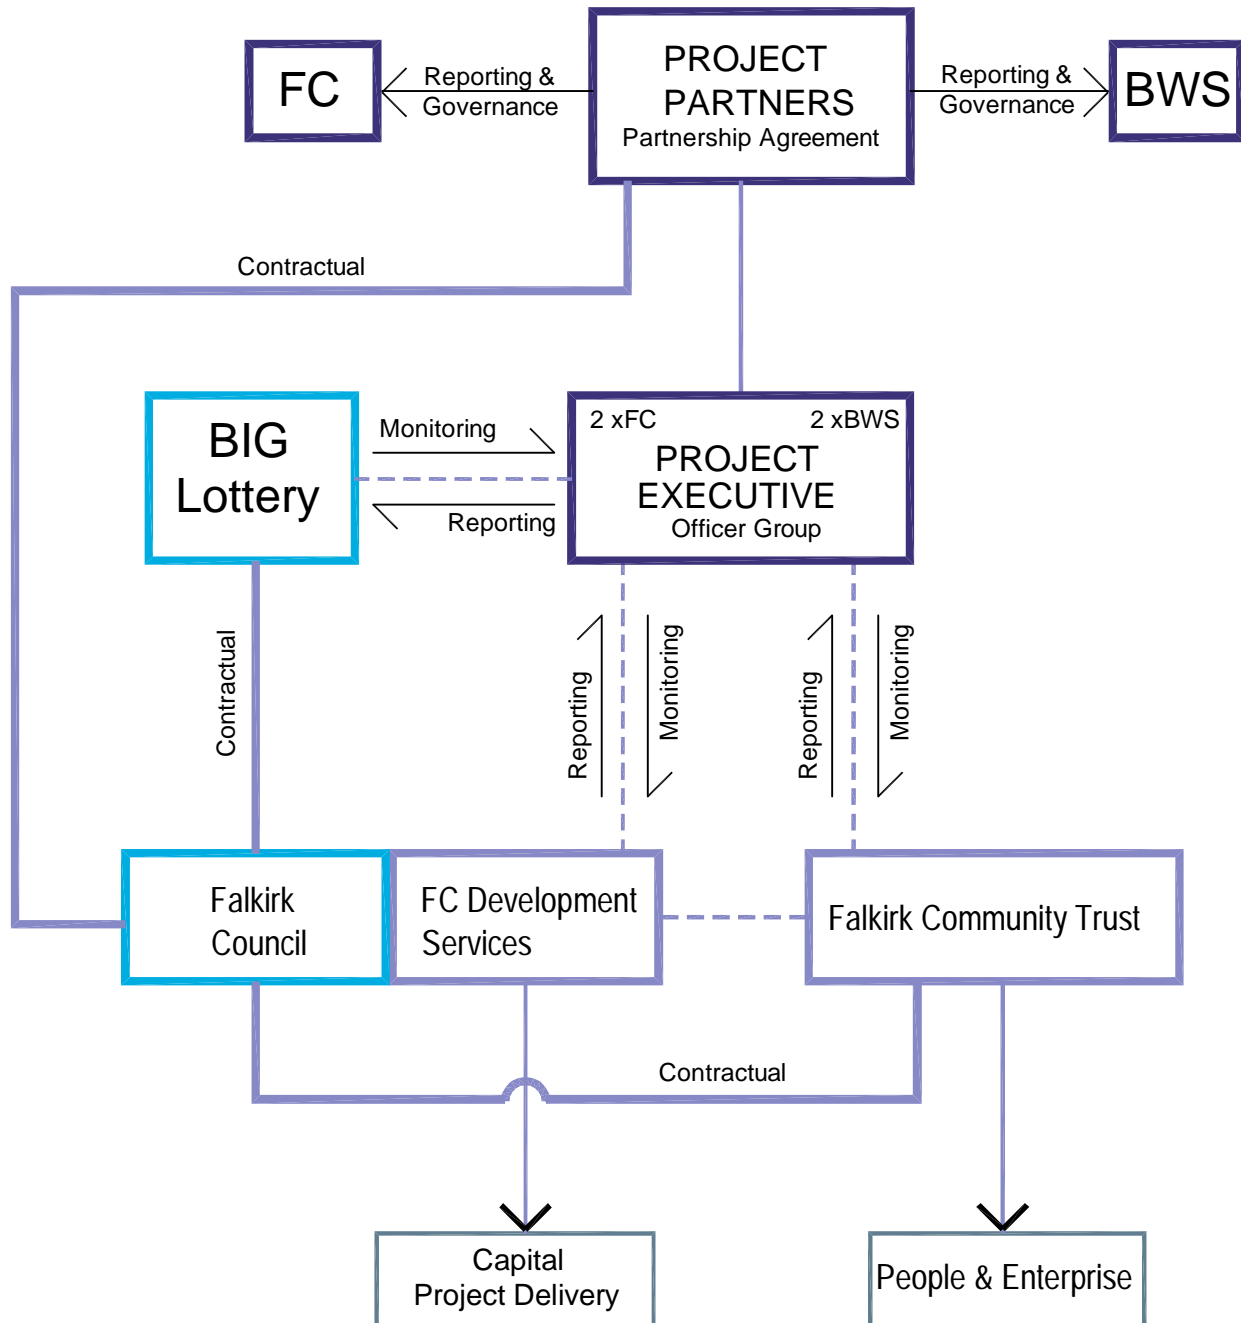 FC
Reporting &
Governance
PROJECT
PARTNERS
Partnership Agreement
Reporting &
Governance
BWS
Contractual
BIG
Lottery
Monitoring
Reporting
2 xFC
2 xBWS
PROJECT
EXECUTIVE
Officer Group
Contractual
Reporting
Monitoring
Reporting
Monitoring
Falkirk
Council
FC Development
Services
Falkirk Community Trust
Contractual
Capital
Project Delivery
People & Enterprise